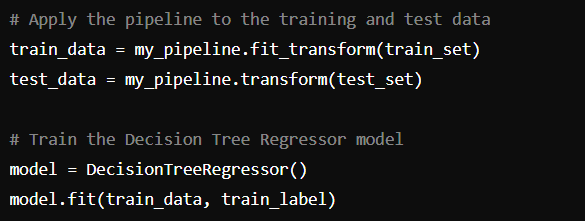 # Apply the pipeline to the training and test data
train_data = my_pipeline.fit_transform(train_set)
test_data = my_pipeline.transform(test_set)
# Train the Decision Tree Regressor model
model = DecisionTreeRegressor()
model.fit(train_data, train_label)